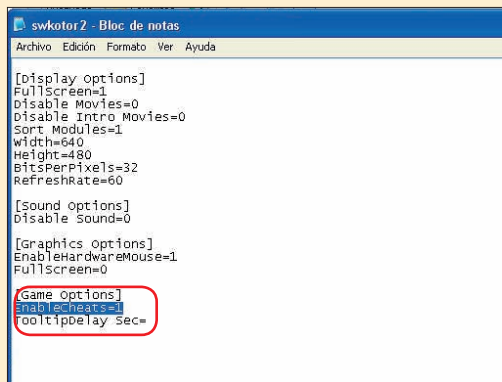 swkotor2 - Bloc de notas
Archivo Edición Formato Ver Ayuda
[Display Options]
FullScreen=1
Disable Movies=0
Disable Intro Movies=0
Sort Modules=1
Width=640
Height=480
BitsPerPixels=32
RefreshRate=60
[Sound Options]
Disable Sound=0
[Graphics Options]
EnableHardwareMouse=1
FullScreen=0
[Game Options]
EnableCheats=1
TooltipDelay Sec=